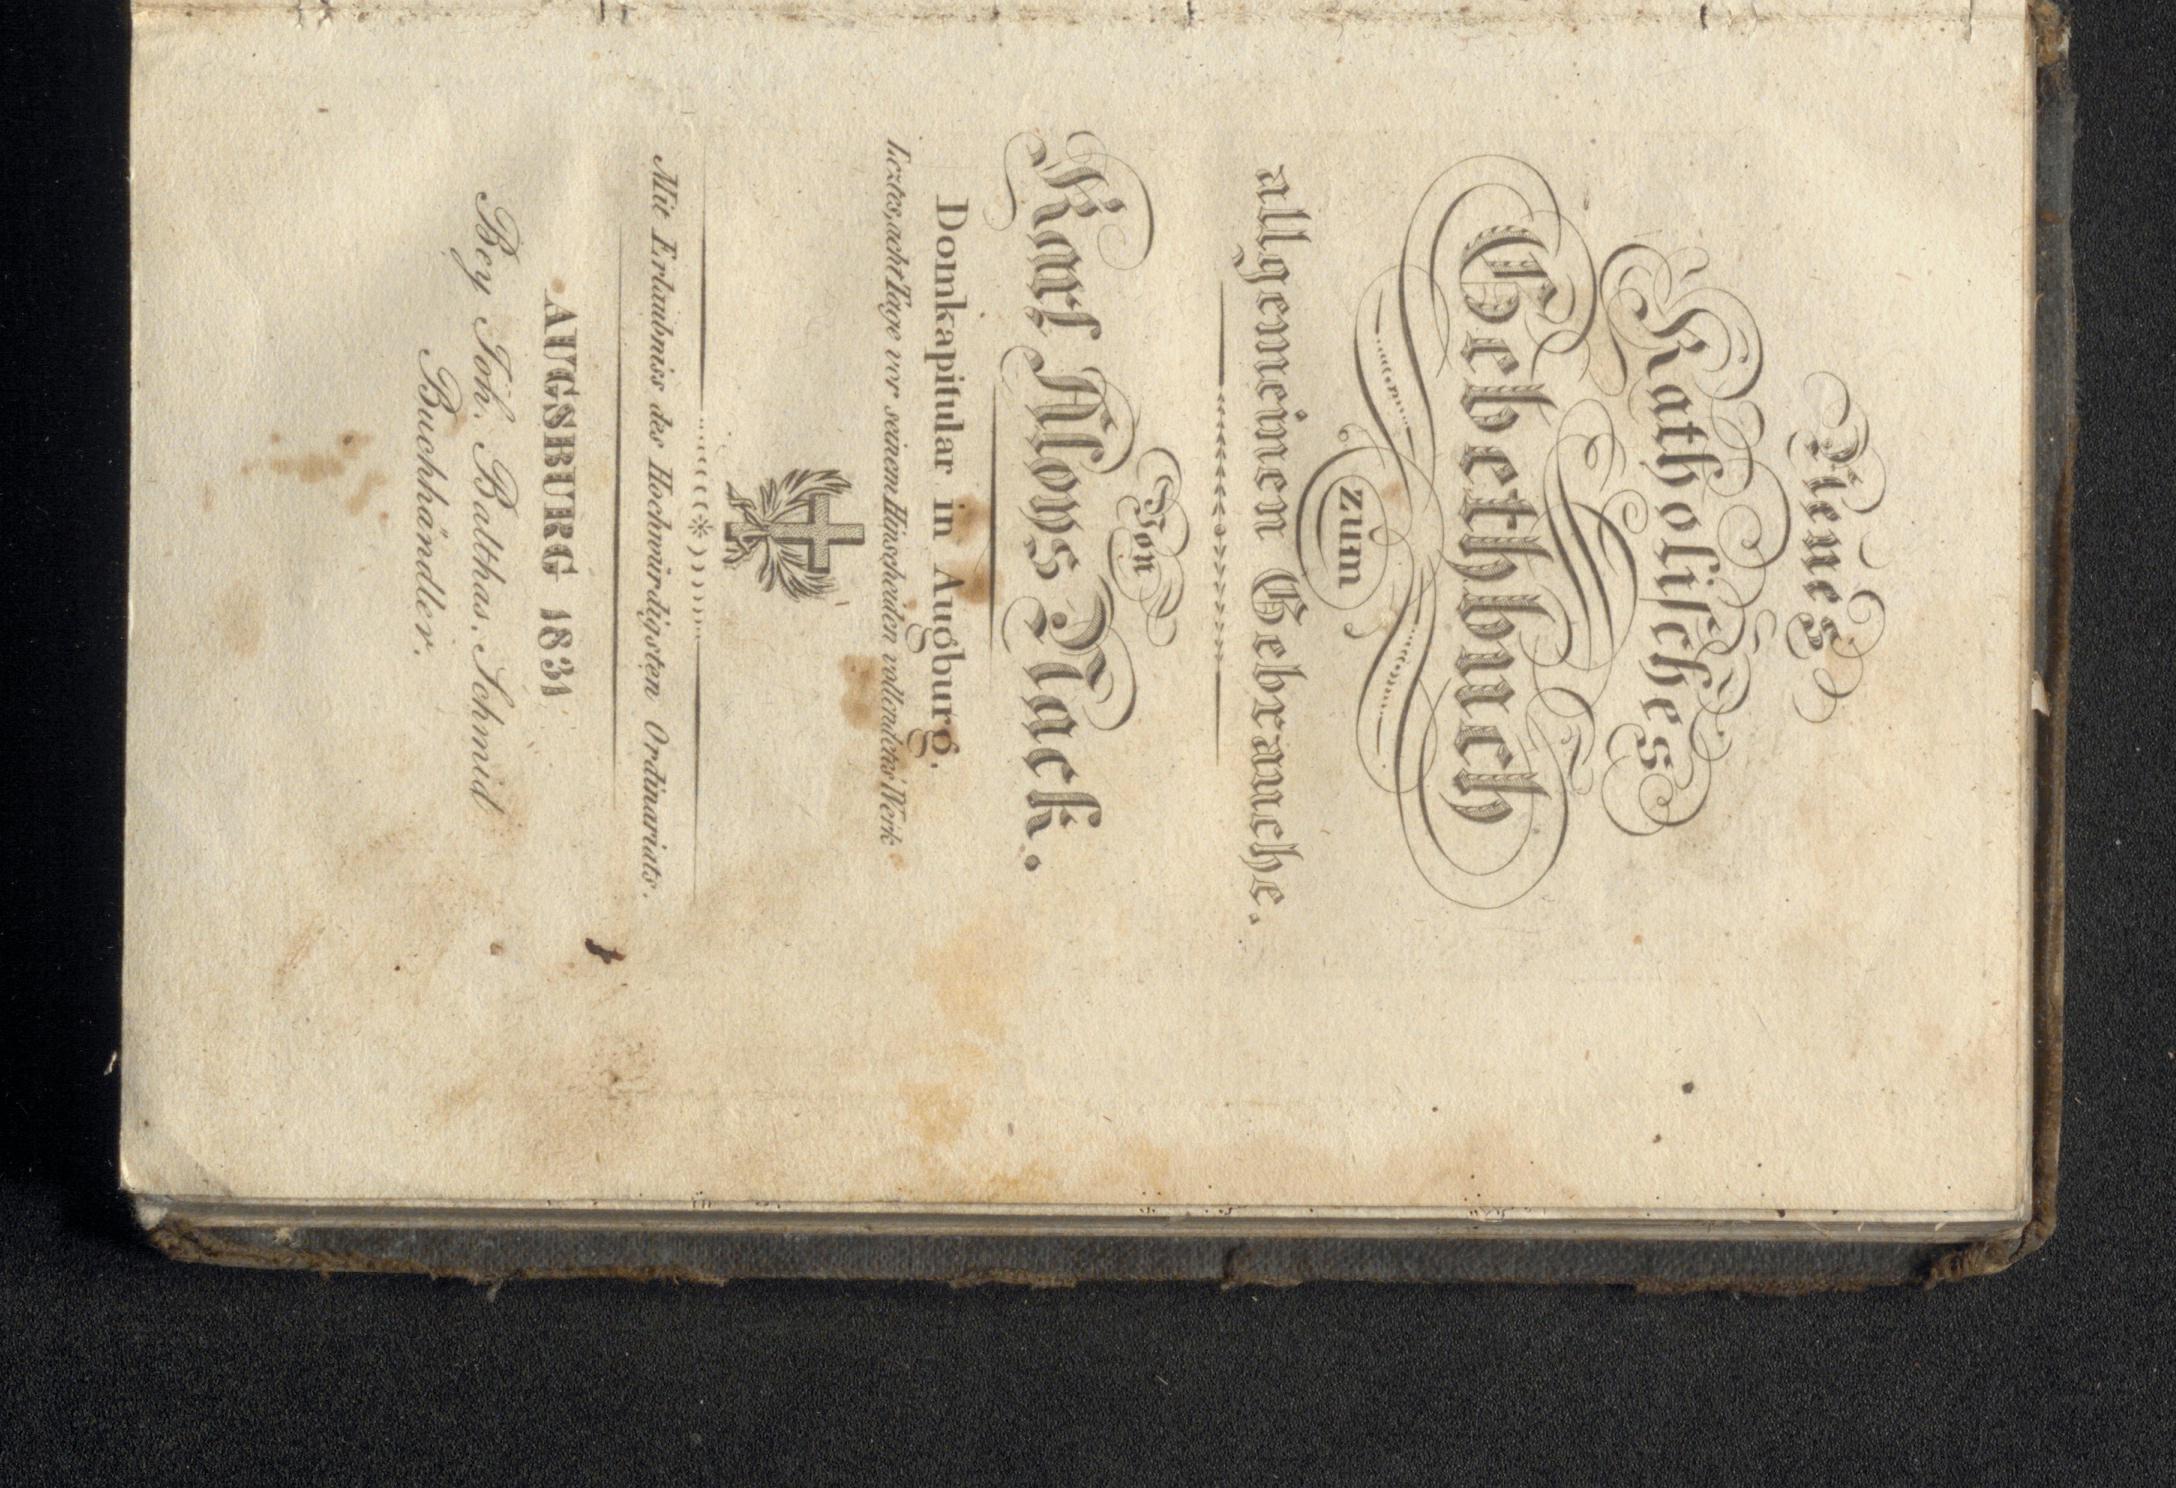 Neues
Katholisches
Gebethbuch
zum
allgemeinen Gebrauche.
Von
Karl Aloys Nack.
Domkapitular in Augsburg.
Leztes, acht Tage vor seinem Hinscheiden vollendetes Werk
Mit Erlaubniss des Hochwürdigsten Ordinariats.
AUGSBURG 1831
Bey Joh. Balthas. Schmid
Buchhändler.